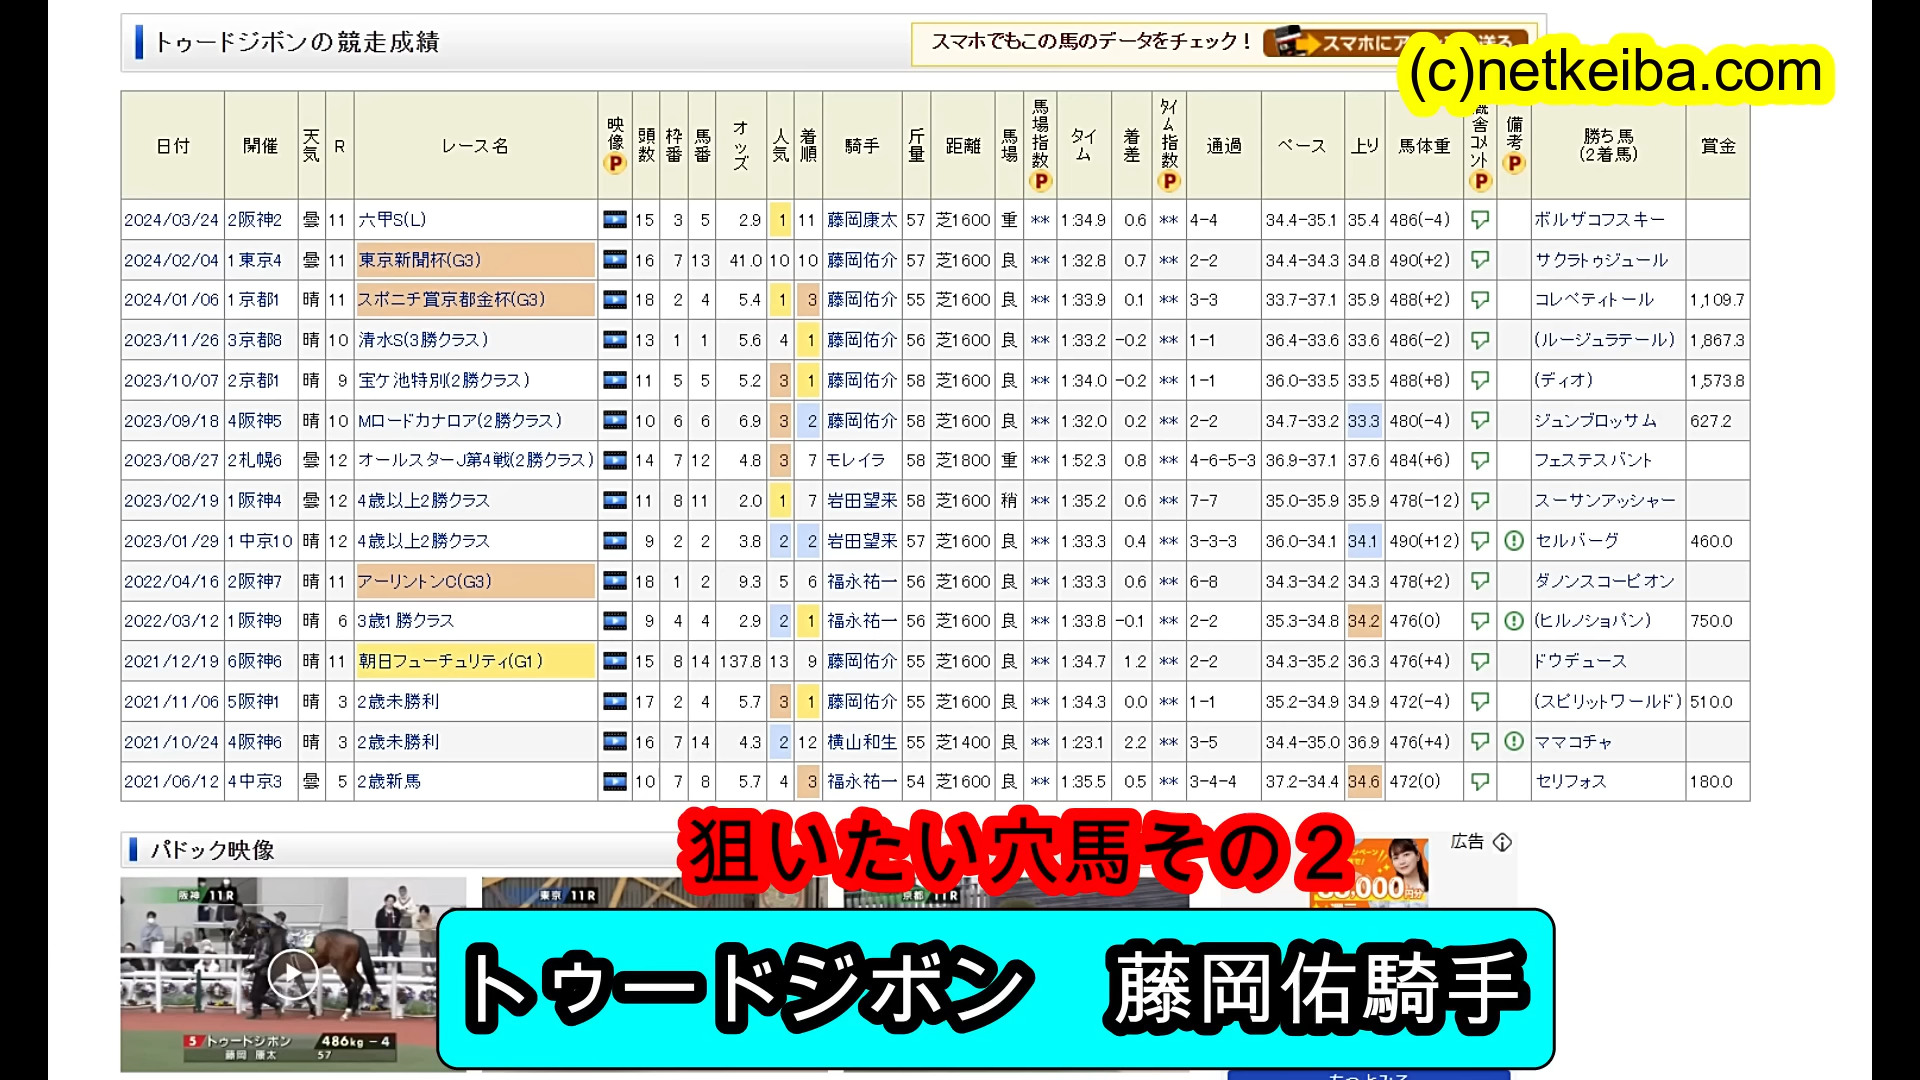 トゥードジボンの競走成績
スマホでもこの馬のデータをチェック！
スマホにア
(c)netkeiba.com
日付 開催 天気 R レース名 映像 頭数 枠番 馬番 オッズ 人気 着順 騎手 斤量 距離 馬場 馬場指数 タイム 着差 タイム指数 通過 ペース 上り 馬体重 厩舎コメント 備考 勝ち馬(2着馬) 賞金
2024/03/24 2阪神2 曇 11 六甲S(L) 15 3 5 2.9 1 11 藤岡康太 57 芝1600 重 ** 1:34.9 0.6 ** 4-4 34.4-35.1 35.4 486(-4) ボルザコフスキー
2024/02/04 1東京4 曇 11 東京新聞杯(G3) 16 7 13 41.0 10 10 藤岡佑介 57 芝1600 良 ** 1:32.8 0.7 ** 2-2 34.4-34.3 34.8 490(+2) サクラトゥジュール
2024/01/06 1京都1 晴 11 スポニチ賞京都金杯(G3) 18 2 4 5.4 1 3 藤岡佑介 55 芝1600 良 ** 1:33.9 0.1 ** 3-3 33.7-37.1 35.9 488(+2) コレペティトール 1,109.7
2023/11/26 3京都8 晴 10 清水S(3勝クラス) 13 1 1 5.6 4 1 藤岡佑介 56 芝1600 良 ** 1:33.2 -0.2 ** 1-1 36.4-33.6 33.6 486(-2) (ルージュラテール) 1,867.3
2023/10/07 2京都1 晴 9 宝ケ池特別(2勝クラス) 11 5 5 5.2 3 1 藤岡佑介 58 芝1600 良 ** 1:34.0 -0.2 ** 1-1 36.0-33.5 33.5 488(+8) (ディオ) 1,573.8
2023/09/18 4阪神5 晴 10 Mロードカナロア(2勝クラス) 10 6 6 6.9 3 2 藤岡佑介 58 芝1600 良 ** 1:32.0 0.2 ** 2-2 34.7-33.2 33.3 480(-4) ジュンブロッサム 627.2
2023/08/27 2札幌6 曇 12 オールスターJ第4戦(2勝クラス) 14 7 12 4.8 3 7 モレイラ 58 芝1800 重 ** 1:52.3 0.8 ** 4-6-5-3 36.9-37.1 37.6 484(+6) フェステスバント
2023/02/19 1阪神4 曇 12 4歳以上2勝クラス 11 8 11 2.0 1 7 岩田望来 58 芝1600 稍 ** 1:35.2 0.6 ** 7-7 35.0-35.9 35.9 478(-12) スーサンアッシャー
2023/01/29 1中京10 晴 12 4歳以上2勝クラス 9 2 2 3.8 2 2 岩田望来 57 芝1600 良 ** 1:33.3 0.4 ** 3-3-3 36.0-34.1 34.1 490(+12) セルバーグ 460.0
2022/04/16 2阪神7 晴 11 アーリントンC(G3) 18 1 2 9.3 5 6 福永祐一 56 芝1600 良 ** 1:33.3 0.6 ** 6-8 34.3-34.2 34.3 478(+2) ダノンスコーピオン
2022/03/12 1阪神9 晴 6 3歳1勝クラス 9 4 4 2.9 2 1 福永祐一 56 芝1600 良 ** 1:33.8 -0.1 ** 2-2 35.3-34.8 34.2 476(0) (ヒルノショパン) 750.0
2021/12/19 6阪神6 晴 11 朝日フューチュリティ(G1) 15 8 14 137.8 13 9 藤岡佑介 55 芝1600 良 ** 1:34.7 1.2 ** 2-2 34.3-35.2 36.3 476(+4) ドウデュース
2021/11/06 5阪神1 晴 3 2歳未勝利 17 2 4 5.7 3 1 藤岡佑介 55 芝1600 良 ** 1:34.3 0.0 ** 1-1 35.2-34.9 34.9 472(-4) (スピリットワールド) 510.0
2021/10/24 4阪神6 晴 3 2歳未勝利 16 7 14 4.3 2 12 横山和生 55 芝1400 良 ** 1:23.1 2.2 ** 3-5 34.4-35.0 36.9 476(+4) ママコチャ
2021/06/12 4中京3 曇 5 2歳新馬 10 7 8 5.7 4 3 福永祐一 54 芝1600 良 ** 1:35.5 0.5 ** 3-4-4 37.2-34.4 34.6 472(0) セリフォス 180.0
狙いたい穴馬その２
パドック映像
広告
阪神 11R
東京 11R
京都 11R
トゥードジボン 藤岡佑騎手
5 トゥードジボン 486kg -4
藤岡 康太 57